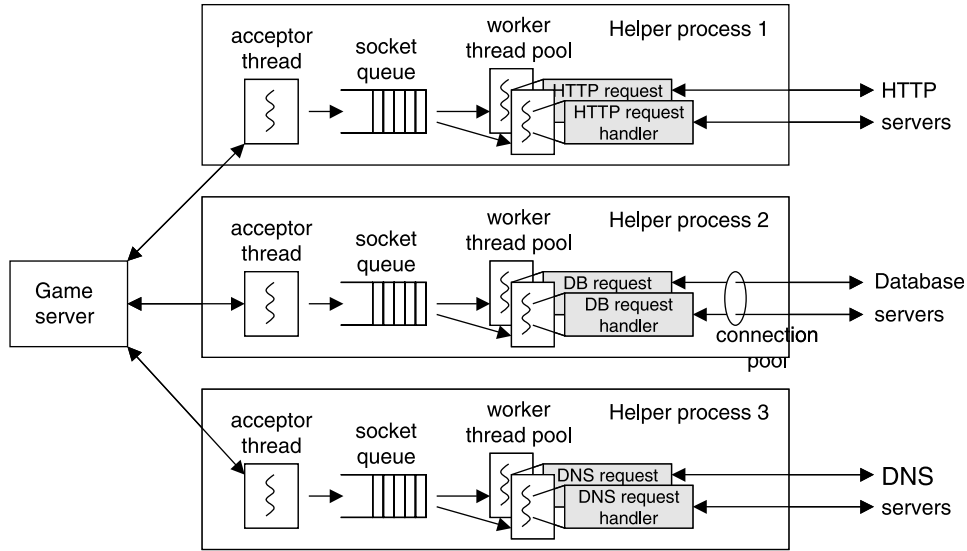 Helper process 1
acceptor
thread
socket
queue
worker
thread pool
HTTP request
HTTP request
handler
HTTP
servers
Game
server
Helper process 2
acceptor
thread
socket
queue
worker
thread pool
DB request
DB request
handler
connection
pool
Database
servers
Helper process 3
acceptor
thread
socket
queue
worker
thread pool
DNS request
DNS request
handler
DNS
servers